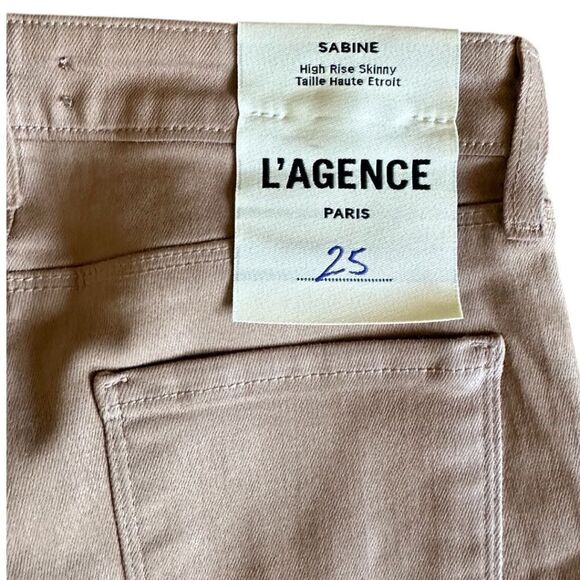 SABINE
High Rise Skinny
Taille Haute Etroit
L'AGENCE
PARIS
25